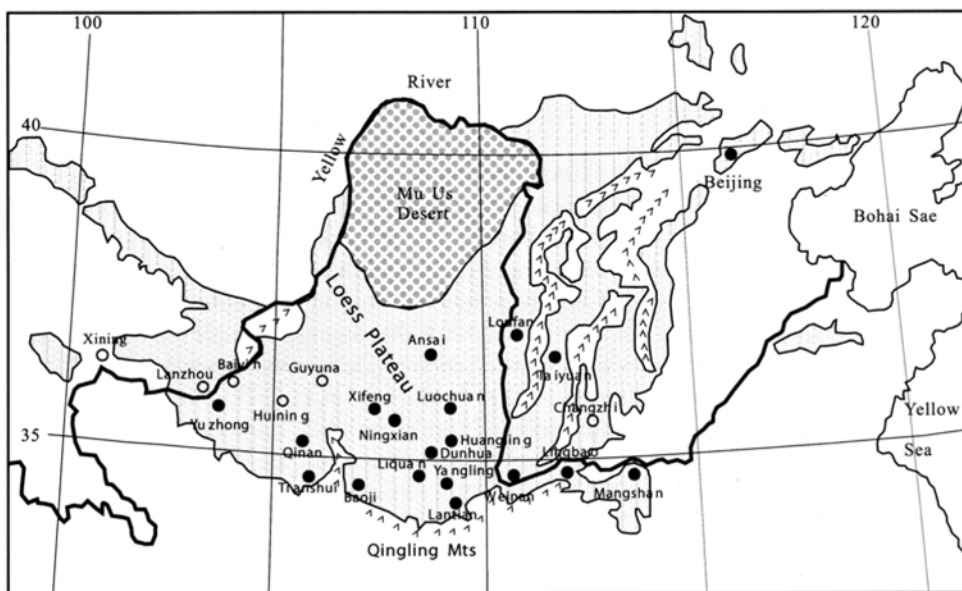 100
110
120
River
40
Yellow
Mu Us
Desert
Beijing
Bohai Sae
Loess Plateau
Loufan
Ansai
Xining
Baiyin
Lanzhou
Guyuna
Taiyuan
Xifeng
Luochuan
Changzhi
Huining
Yuzhong
Ningxian
Yellow
35
Huangling
Sea
Qinan
Dunhua
Lingbao
Liquan
Yangling
Tianshui
Baoji
Weinan
Mangshan
Lantian
Qingling Mts